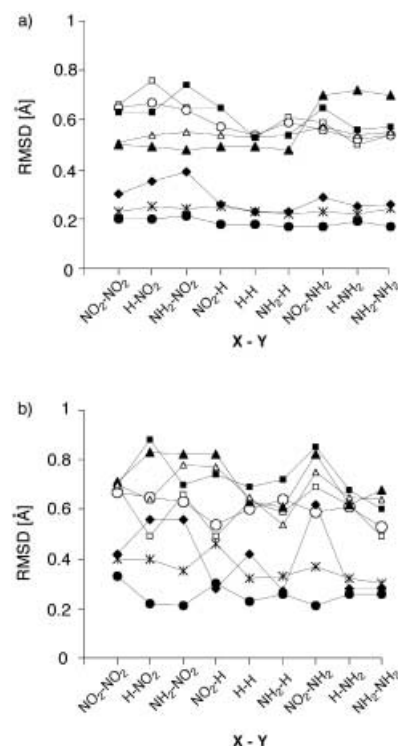 a)
1
0.8
0.6
0.4
0.2
0
RMSD [Å]
NO₂-NO₂
H-NO₂
NH₂-NO₂
NO₂-H
H-H
NH₂-H
NO₂-NH₂
H-NH₂
NH₂-NH₂
X - Y
b)
1
0.8
0.6
0.4
0.2
0
RMSD [Å]
NO₂-NO₂
H-NO₂
NH₂-NO₂
NO₂-H
H-H
NH₂-H
NO₂-NH₂
H-NH₂
NH₂-NH₂
X - Y